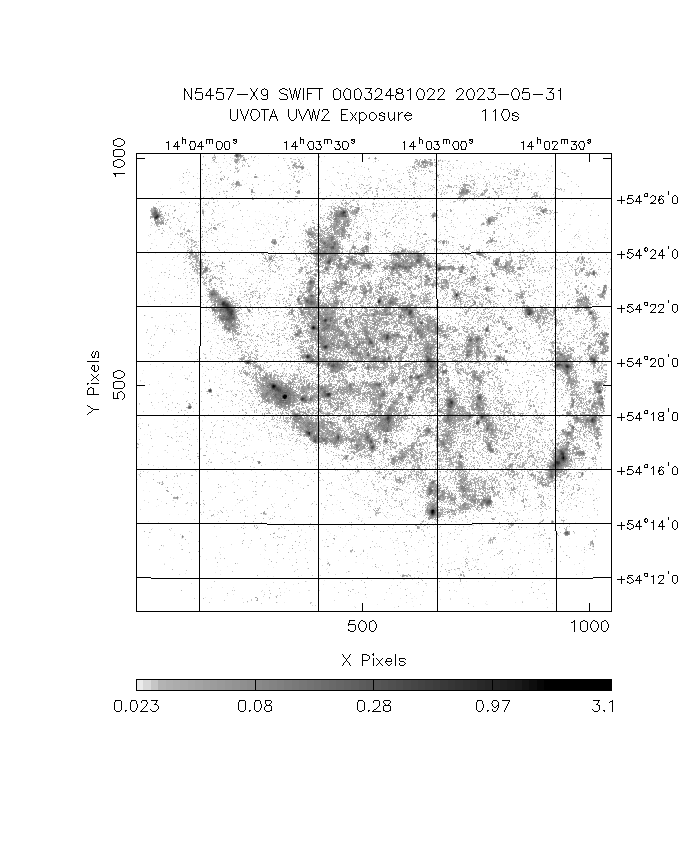 N5457-X9 SWIFT 00032481022 2023-05-31
UVOTA UVW2 Exposure 110s
14ʰ04ᵐ00ˢ 14ʰ03ᵐ30ˢ 14ʰ03ᵐ00ˢ 14ʰ02ᵐ30ˢ
1000
+54°26'0
+54°24'0
+54°22'0
+54°20'0
500
Y Pixels
+54°18'0
+54°16'0
+54°14'0
+54°12'0
500 1000
X Pixels
0.023 0.08 0.28 0.97 3.1